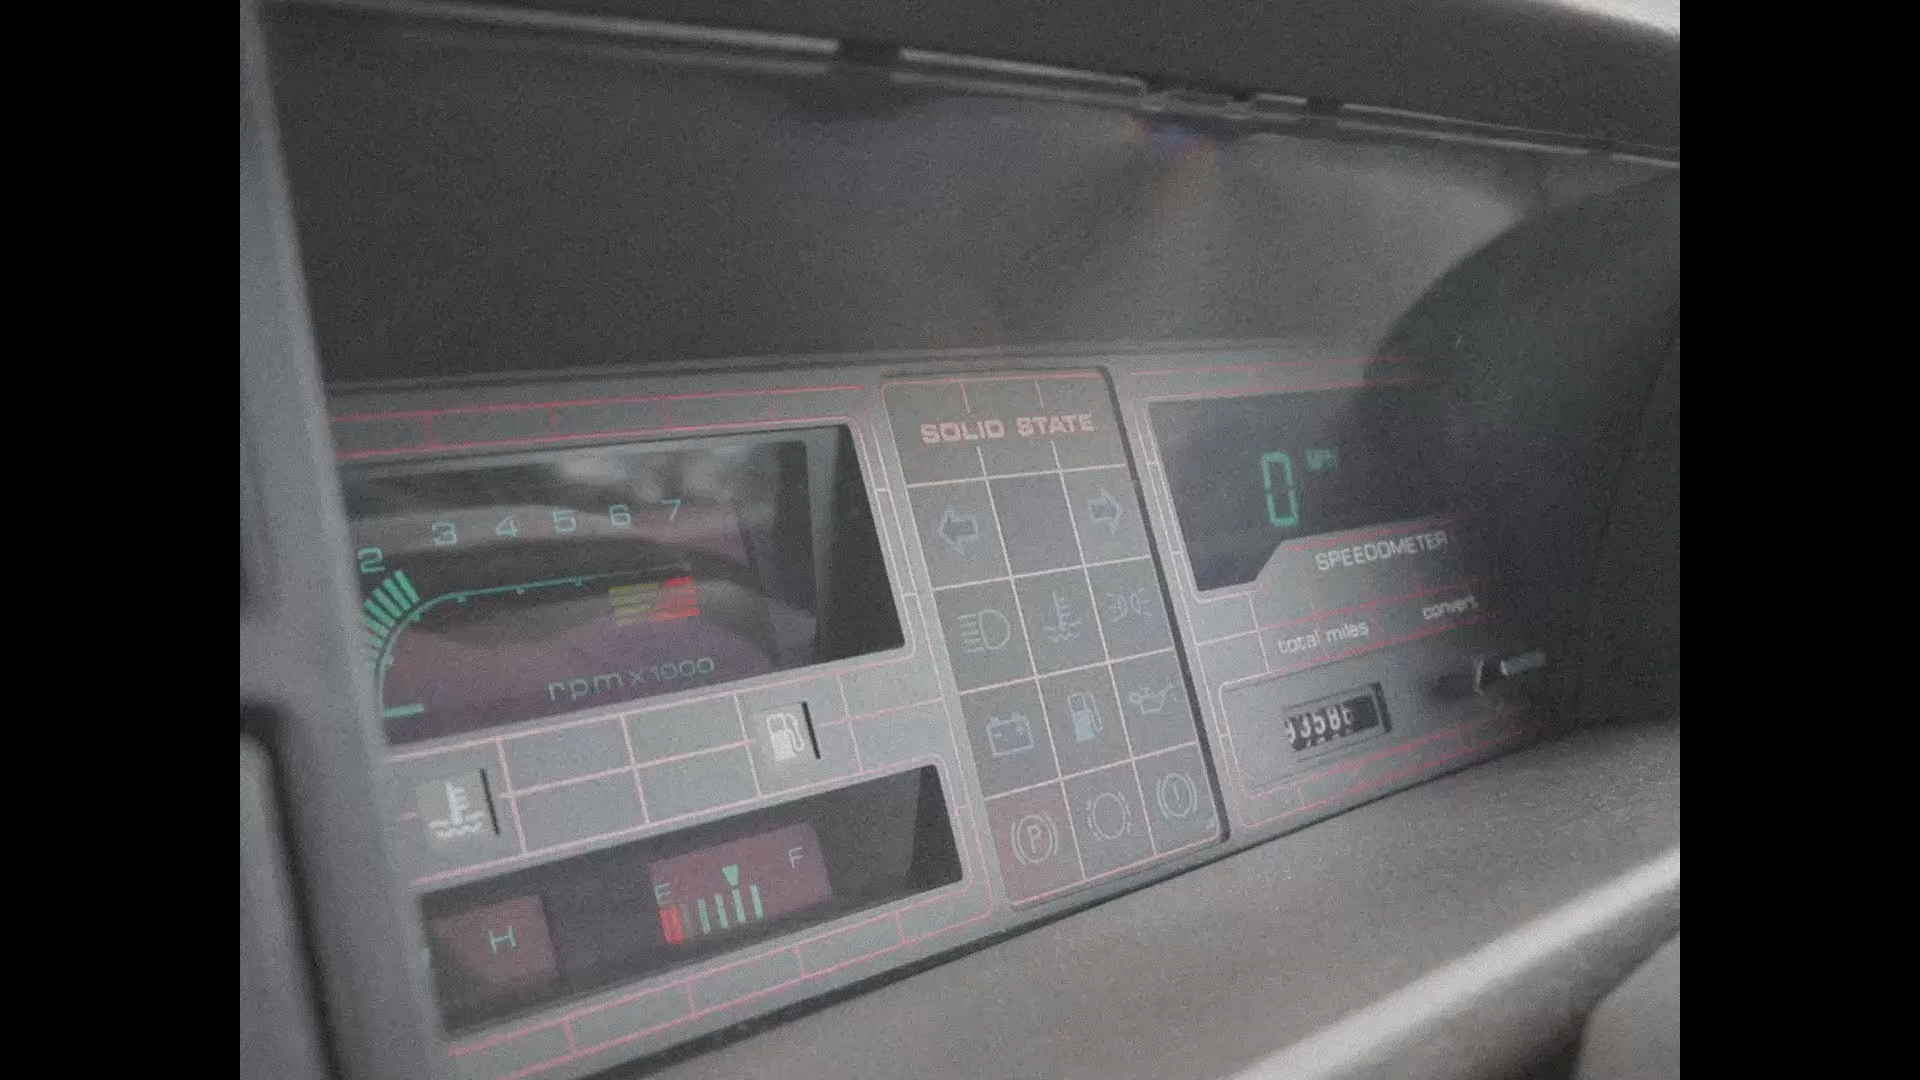 SOLID STATE
2 3 4 5 6 7
rpm x 1000
0 MPH
SPEEDOMETER
total miles
convert
E F
H
P